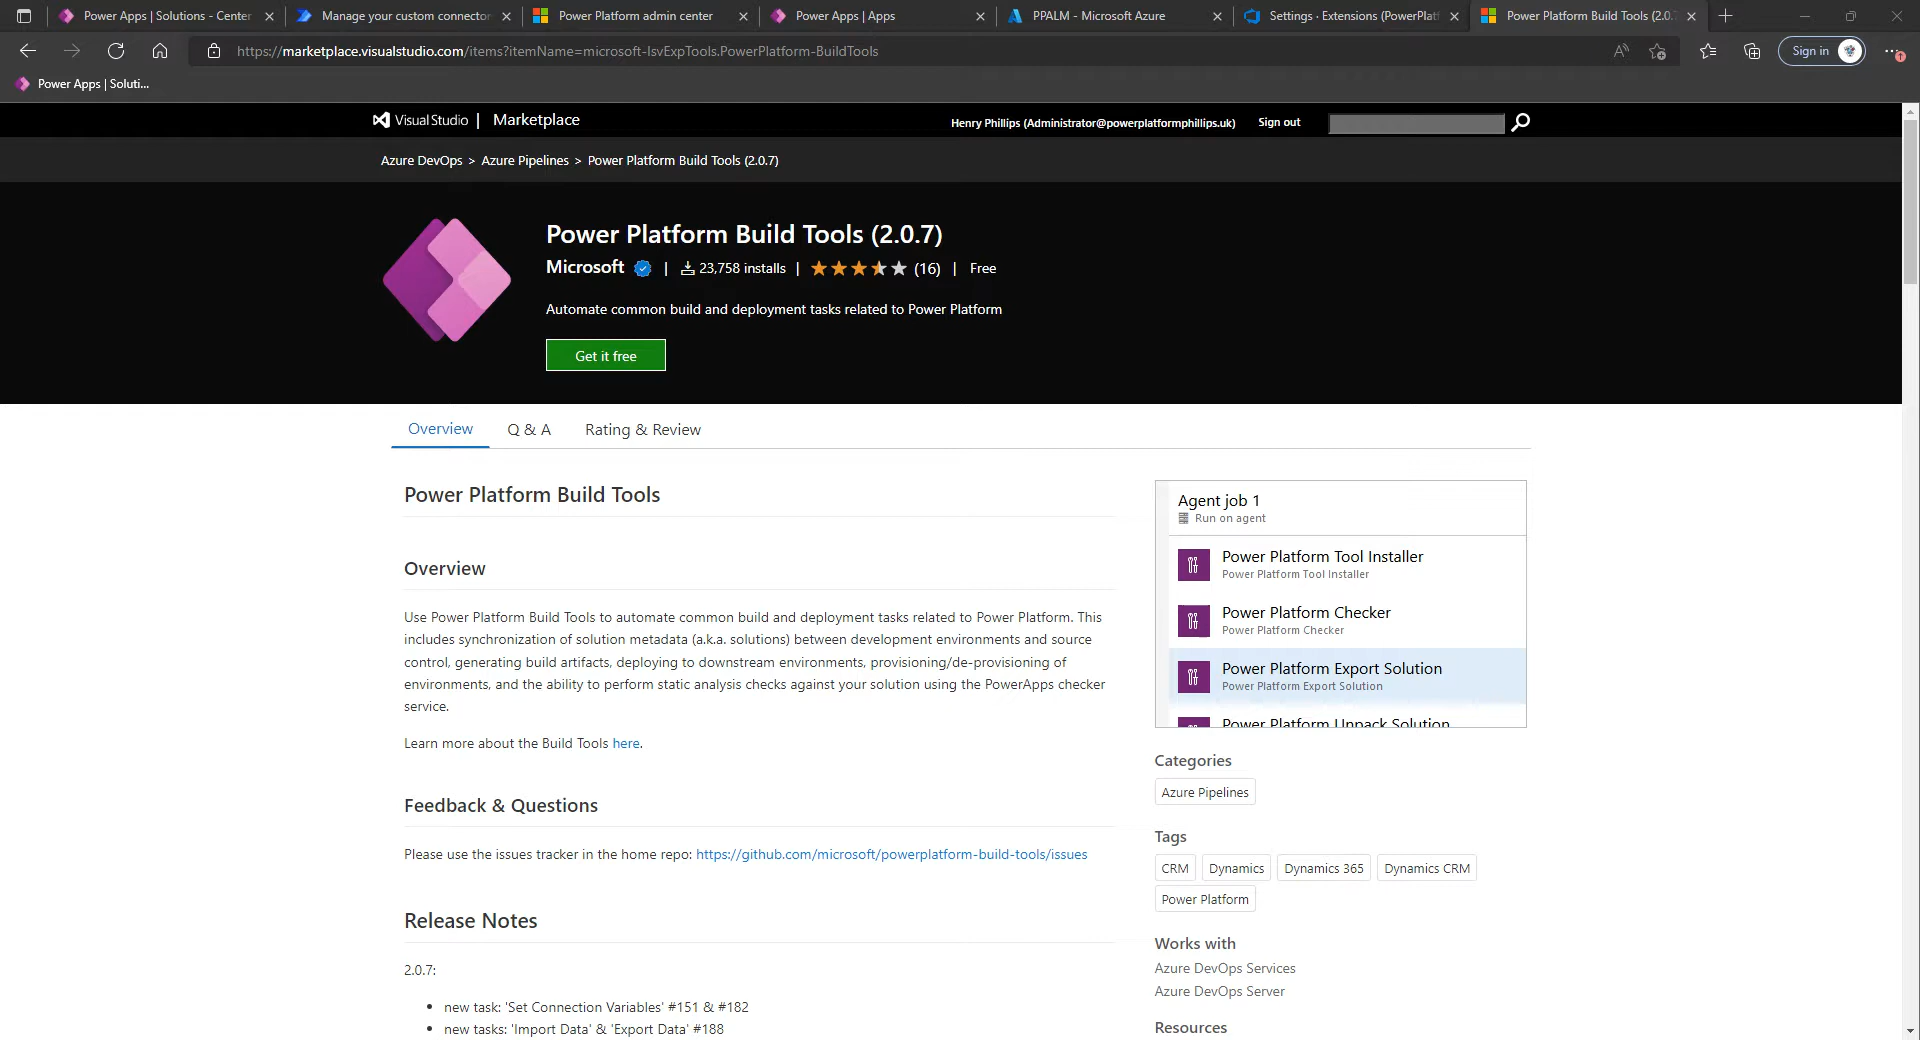 Power Apps | Solutions - Center
Manage your custom connector
Power Platform admin center
Power Apps | Apps
PPALM - Microsoft Azure
Settings · Extensions (PowerPlatf
Power Platform Build Tools (2.0.7
https://marketplace.visualstudio.com/items?itemName=microsoft-IsvExpTools.PowerPlatform-BuildTools
Sign in
Power Apps | Soluti...
Visual Studio | Marketplace
Henry Phillips (Administrator@powerplatformphillips.uk)
Sign out
Azure DevOps > Azure Pipelines > Power Platform Build Tools (2.0.7)
Power Platform Build Tools (2.0.7)
Microsoft | 23,758 installs | (16) | Free
Automate common build and deployment tasks related to Power Platform
Get it free
Overview
Q & A
Rating & Review
Power Platform Build Tools
Overview
Use Power Platform Build Tools to automate common build and deployment tasks related to Power Platform. This
includes synchronization of solution metadata (a.k.a. solutions) between development environments and source
control, generating build artifacts, deploying to downstream environments, provisioning/de-provisioning of
environments, and the ability to perform static analysis checks against your solution using the PowerApps checker
service.
Learn more about the Build Tools here.
Feedback & Questions
Please use the issues tracker in the home repo: https://github.com/microsoft/powerplatform-build-tools/issues
Release Notes
2.0.7:
• new task: 'Set Connection Variables' #151 & #182
• new tasks: 'Import Data' & 'Export Data' #188
Agent job 1
Run on agent
Power Platform Tool Installer
Power Platform Tool Installer
Power Platform Checker
Power Platform Checker
Power Platform Export Solution
Power Platform Export Solution
Power Platform Unpack Solution
Categories
Azure Pipelines
Tags
CRM
Dynamics
Dynamics 365
Dynamics CRM
Power Platform
Works with
Azure DevOps Services
Azure DevOps Server
Resources